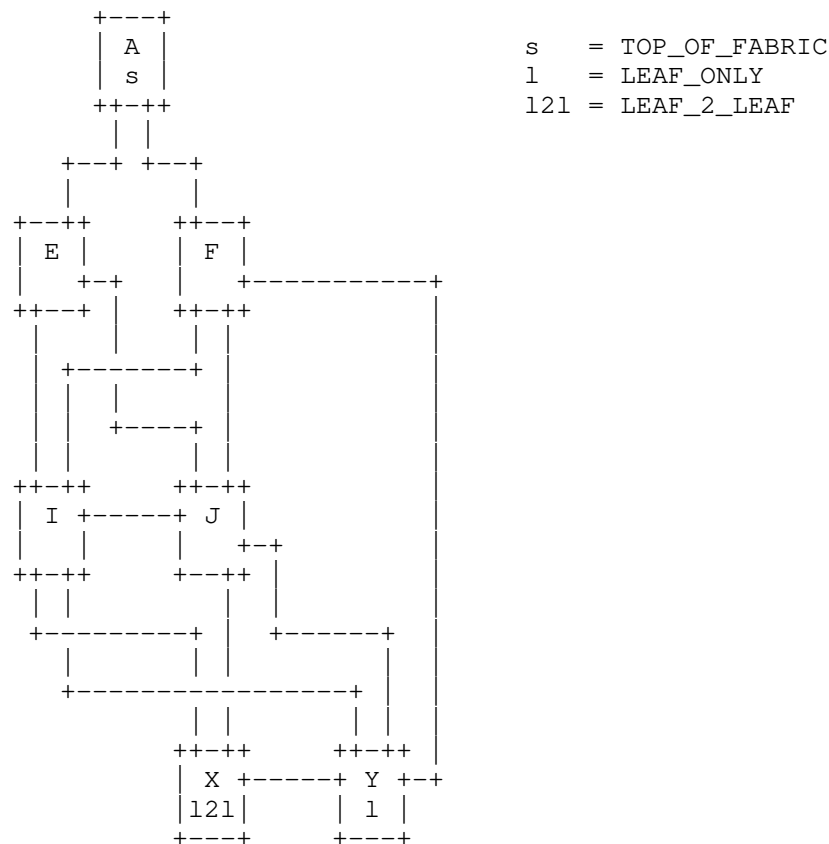 A
s
s = TOP_OF_FABRIC
l = LEAF_ONLY
l2l = LEAF_2_LEAF
E F
I J
X Y
l2l l